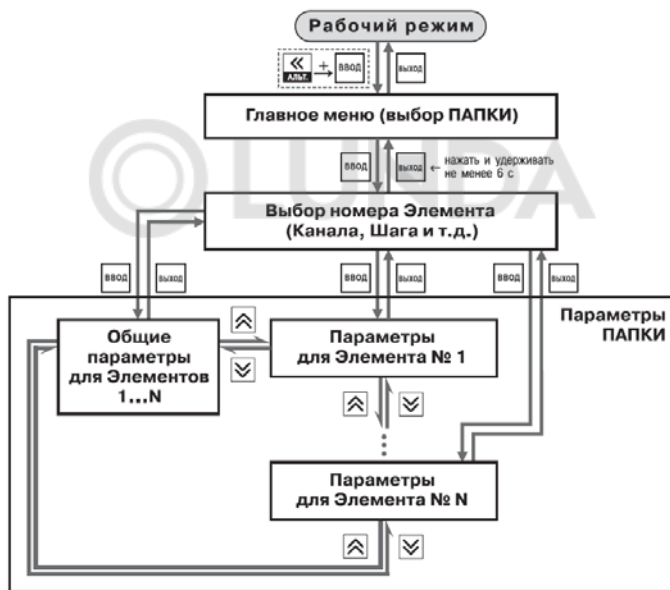 Рабочий режим
«
АЛЬТ.
+
ВВОД
ВЫХОД
Главное меню (выбор ПАПКИ)
LUNDA
ВВОД
ВЫХОД
← нажать и удерживать
не менее 6 с
Выбор номера Элемента
(Канала, Шага и т.д.)
ВВОД
ВЫХОД
ВВОД
ВЫХОД
ВВОД
ВЫХОД
Параметры
ПАПКИ
Общие
параметры
для Элементов
1...N
Параметры
для Элемента № 1
Параметры
для Элемента № N